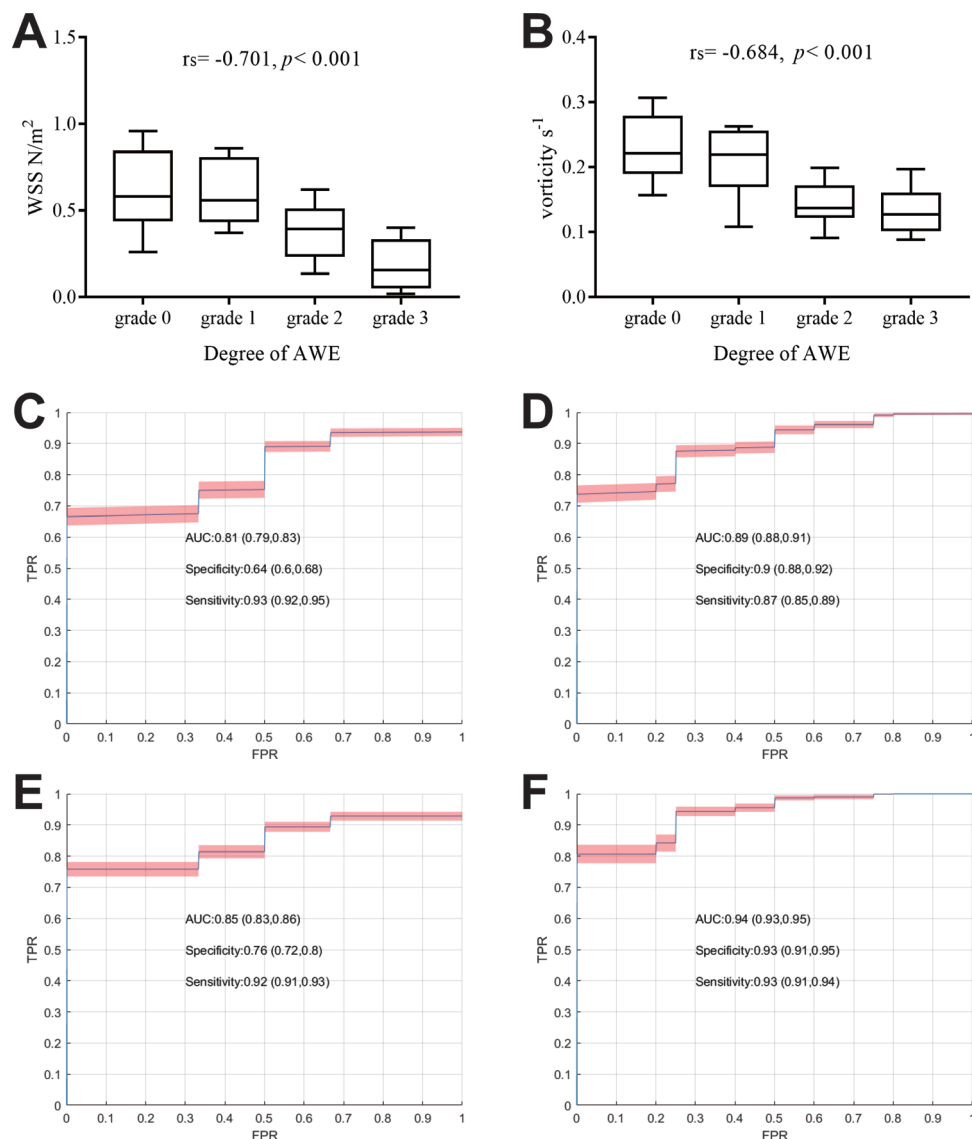 A
rs= -0.701, p< 0.001
WSS N/m²
1.5
1.0
0.5
0.0
grade 0 grade 1 grade 2 grade 3
Degree of AWE
B
rs= -0.684, p< 0.001
vorticity s⁻¹
0.4
0.3
0.2
0.1
0.0
grade 0 grade 1 grade 2 grade 3
Degree of AWE
C
TPR
1
0.9
0.8
0.7
0.6
0.5
0.4
0.3
0.2
0.1
0
AUC:0.81 (0.79,0.83)
Specificity:0.64 (0.6,0.68)
Sensitivity:0.93 (0.92,0.95)
0 0.1 0.2 0.3 0.4 0.5 0.6 0.7 0.8 0.9 1
FPR
D
TPR
1
0.9
0.8
0.7
0.6
0.5
0.4
0.3
0.2
0.1
0
AUC:0.89 (0.88,0.91)
Specificity:0.9 (0.88,0.92)
Sensitivity:0.87 (0.85,0.89)
0 0.1 0.2 0.3 0.4 0.5 0.6 0.7 0.8 0.9 1
FPR
E
TPR
1
0.9
0.8
0.7
0.6
0.5
0.4
0.3
0.2
0.1
0
AUC:0.85 (0.83,0.86)
Specificity:0.76 (0.72,0.8)
Sensitivity:0.92 (0.91,0.93)
0 0.1 0.2 0.3 0.4 0.5 0.6 0.7 0.8 0.9 1
FPR
F
TPR
1
0.9
0.8
0.7
0.6
0.5
0.4
0.3
0.2
0.1
0
AUC:0.94 (0.93,0.95)
Specificity:0.93 (0.91,0.95)
Sensitivity:0.93 (0.91,0.94)
0 0.1 0.2 0.3 0.4 0.5 0.6 0.7 0.8 0.9 1
FPR